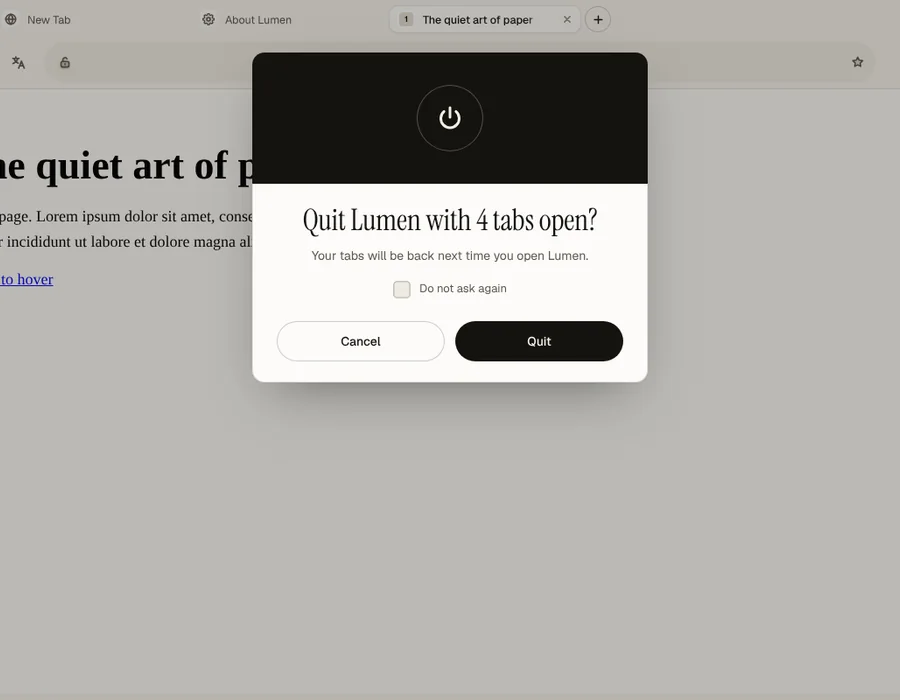 New Tab
About Lumen
1 The quiet art of paper
he quiet art of p
page. Lorem ipsum dolor sit amet, conse
r incididunt ut labore et dolore magna al
to hover
Quit Lumen with 4 tabs open?
Your tabs will be back next time you open Lumen.
Do not ask again
Cancel
Quit